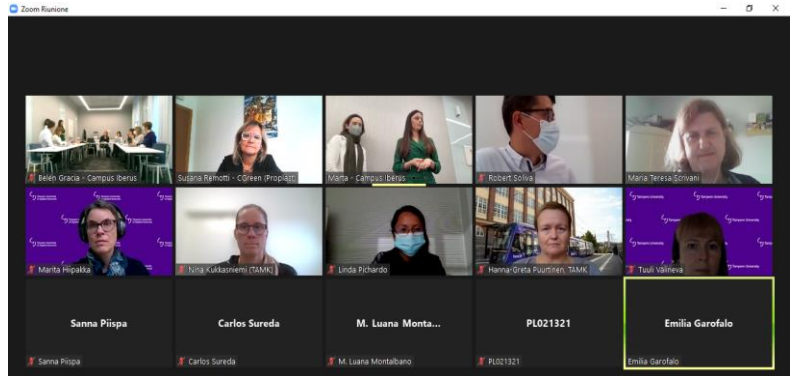 Zoom Riunione
Belén Gracia - Campus Iberus
Susana Remotti - CGreen (Proplast)
Marta - Campus Iberus
Robert Soliva
Maria Teresa Scrivani
Marita Hiipakka
Nina Kukkasniemi (TAMK)
Linda Pichardo
Hanna-Greta Puurtinen, TAMK
Tuuli Välineva
Sanna Piispa
Carlos Sureda
M. Luana Monta...
PL021321
Emilia Garofalo
Sanna Piispa
Carlos Sureda
M. Luana Montalbano
PL021321
Emilia Garofalo